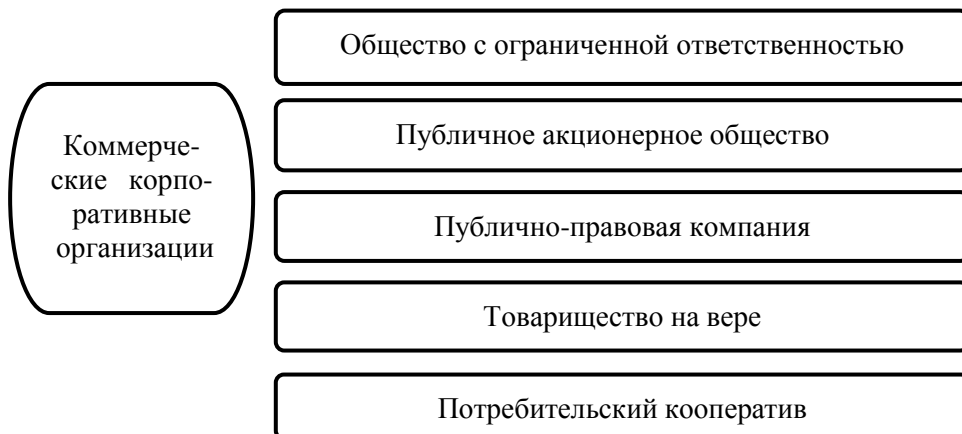 Общество с ограниченной ответственностью
Публичное акционерное общество
Коммерче-
ские корпо-
ративные
организации
Публично-правовая компания
Товарищество на вере
Потребительский кооператив